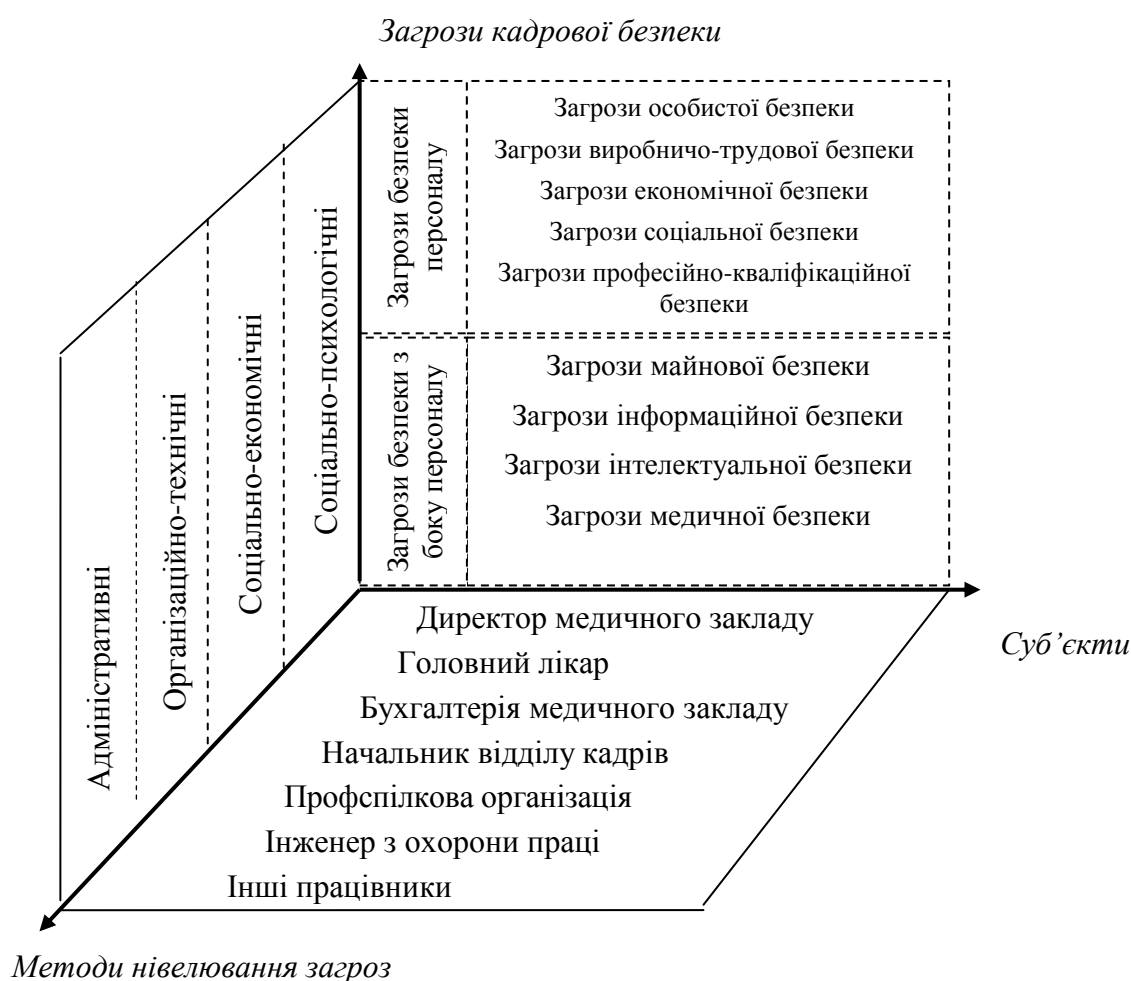 Загрози кадрової безпеки
Загрози безпеки
персоналу
Загрози особистої безпеки
Загрози виробничо-трудової безпеки
Загрози економічної безпеки
Загрози соціальної безпеки
Загрози професійно-кваліфікаційної
безпеки
Загрози безпеки з
боку персоналу
Загрози майнової безпеки
Загрози інформаційної безпеки
Загрози інтелектуальної безпеки
Загрози медичної безпеки
Адміністративні
Організаційно-технічні
Соціально-економічні
Соціально-психологічні
Директор медичного закладу
Головний лікар
Бухгалтерія медичного закладу
Начальник відділу кадрів
Профспілкова організація
Інженер з охорони праці
Інші працівники
Суб’єкти
Методи нівелювання загроз